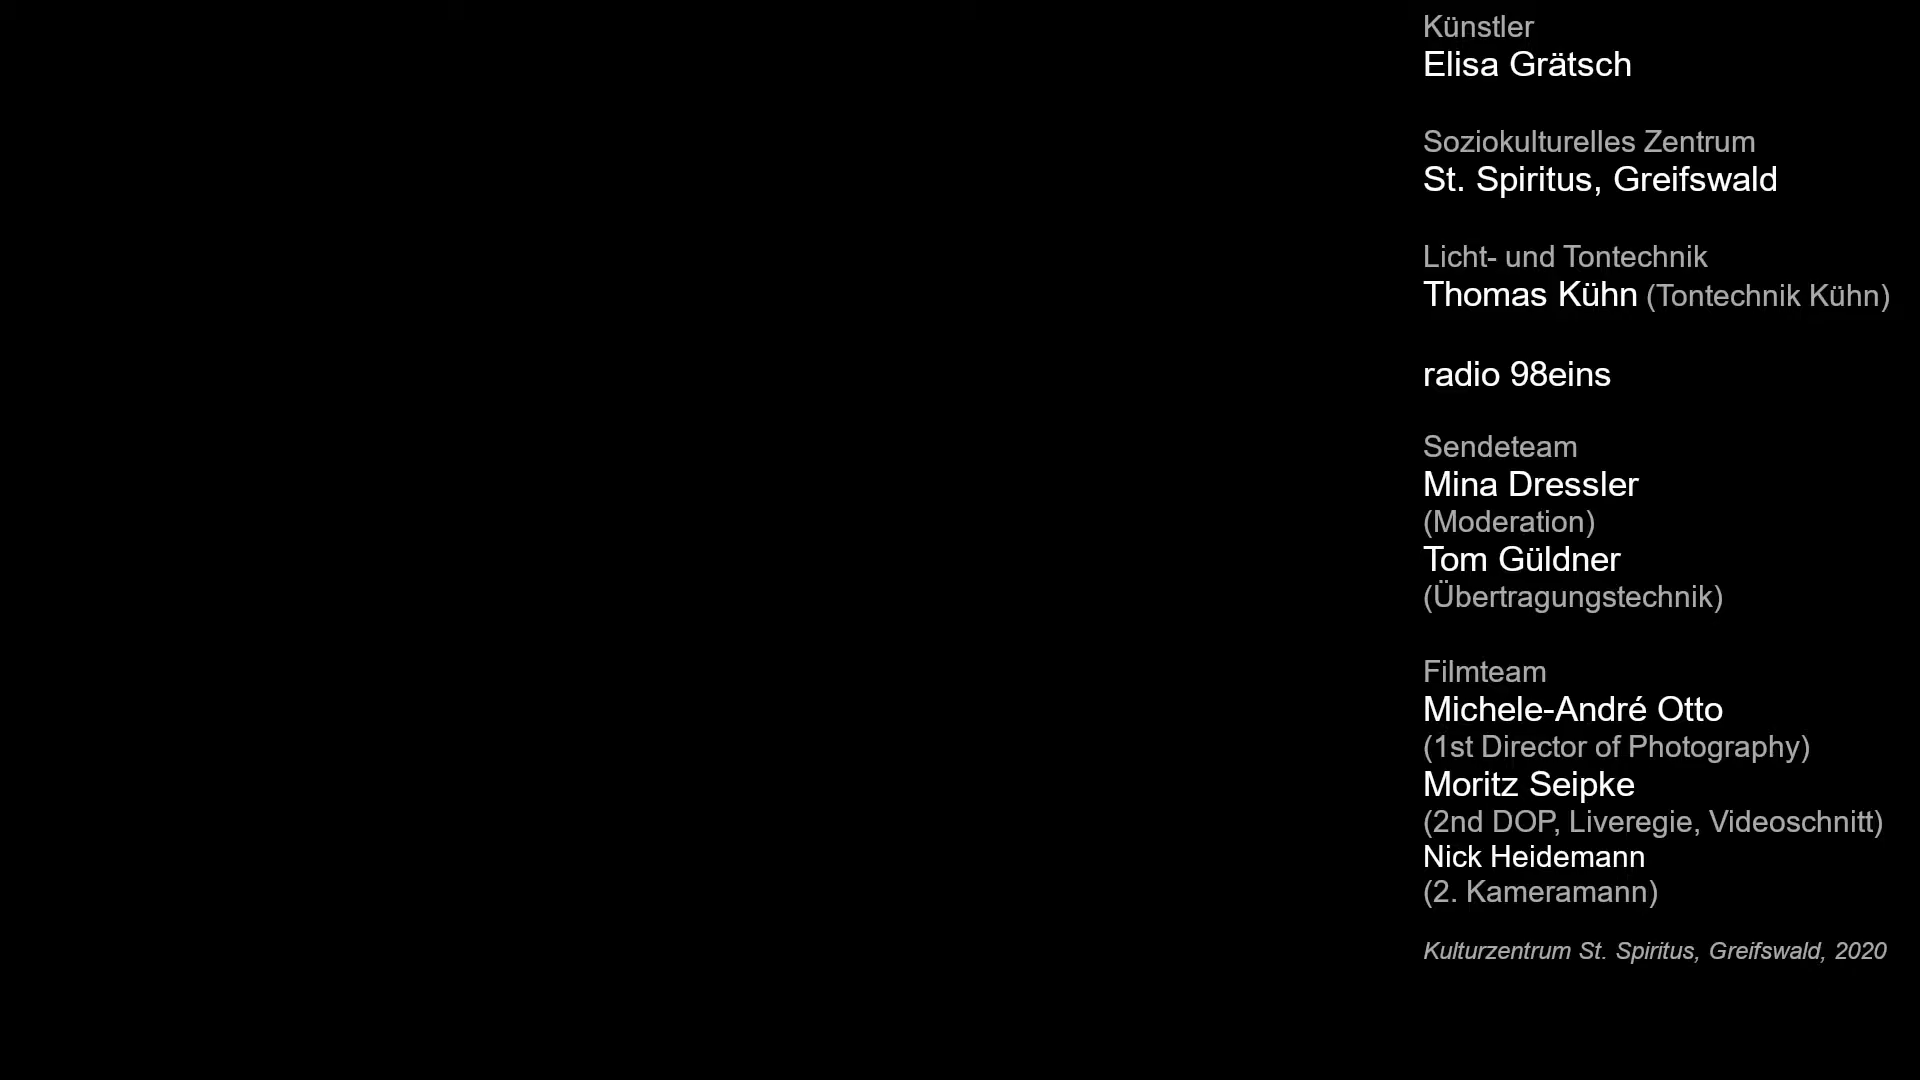 Künstler
Elisa Grätsch
Soziokulturelles Zentrum
St. Spiritus, Greifswald
Licht- und Tontechnik
Thomas Kühn (Tontechnik Kühn)
radio 98eins
Sendeteam
Mina Dressler
(Moderation)
Tom Güldner
(Übertragungstechnik)
Filmteam
Michele-André Otto
(1st Director of Photography)
Moritz Seipke
(2nd DOP, Liveregie, Videoschnitt)
Nick Heidemann
(2. Kameramann)
Kulturzentrum St. Spiritus, Greifswald, 2020